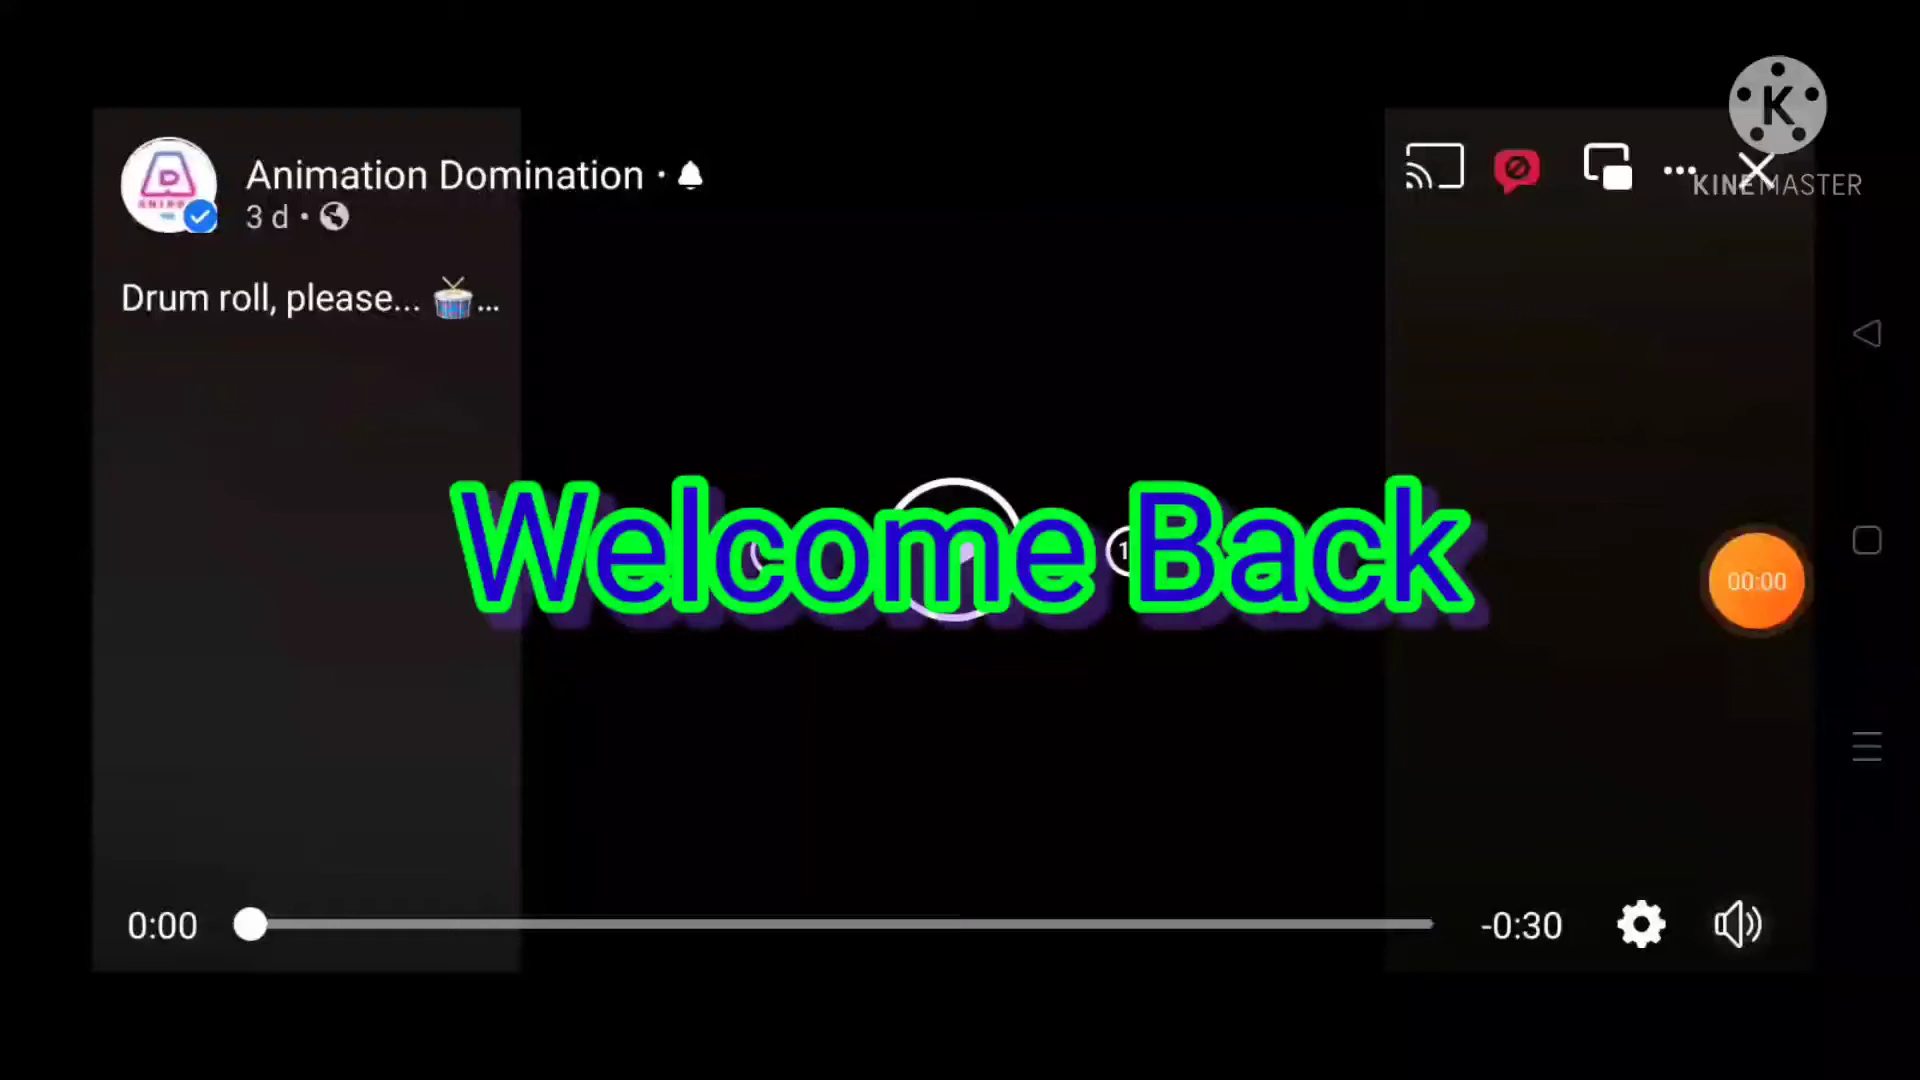 Animation Domination ·
3 d ·
Drum roll, please... 🥁...
K
KINEMASTER
Welcome Back
00:00
0:00
-0:30